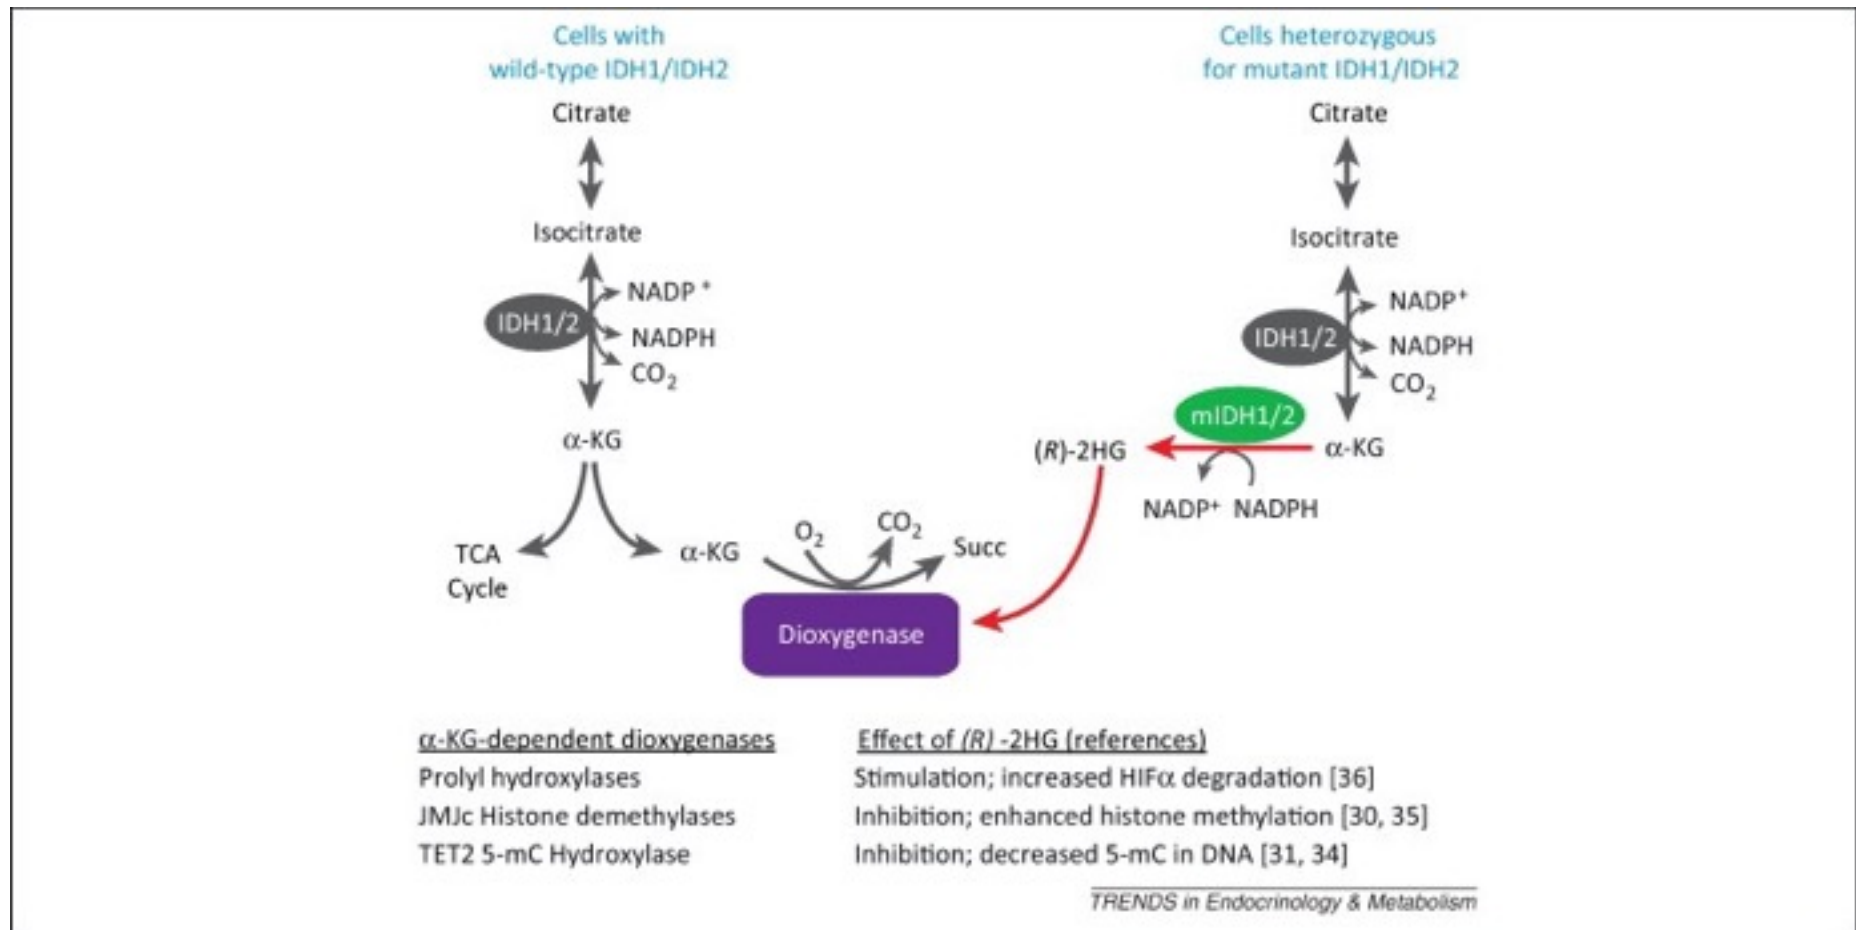 Cells with
wild-type IDH1/IDH2
Citrate
Isocitrate
IDH1/2
NADP +
NADPH
CO2
α-KG
TCA
Cycle
α-KG
O2
CO2
Succ
Dioxygenase
Cells heterozygous
for mutant IDH1/IDH2
Citrate
Isocitrate
IDH1/2
NADP+
NADPH
CO2
mIDH1/2
(R)-2HG
α-KG
NADP+ NADPH
α-KG-dependent dioxygenases Effect of (R) -2HG (references)
Prolyl hydroxylases Stimulation; increased HIFα degradation [36]
JMJc Histone demethylases Inhibition; enhanced histone methylation [30, 35]
TET2 5-mC Hydroxylase Inhibition; decreased 5-mC in DNA [31, 34]
TRENDS in Endocrinology & Metabolism